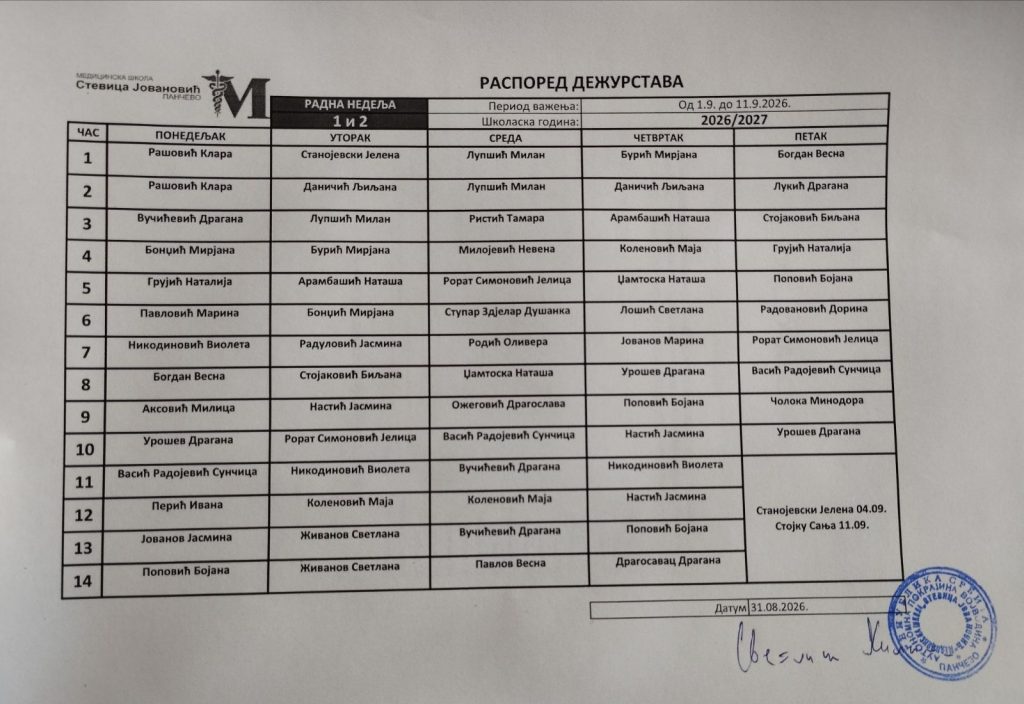 МЕДИЦИНСКА ШКОЛА
Стевица Јовановић
ПАНЧЕВО
М
РАСПОРЕД ДЕЖУРСТАВА
РАДНА НЕДЕЉА Период важења: Од 1.9. до 11.9.2026.
1 и 2 Школаска година: 2026/2027
ЧАС ПОНЕДЕЉАК УТОРАК СРЕДА ЧЕТВРТАК ПЕТАК
1 Рашовић Клара Станојевски Јелена Лупшић Милан Бурић Мирјана Богдан Весна
2 Рашовић Клара Даничић Љиљана Лупшић Милан Даничић Љиљана Лукић Драгана
3 Вучићевић Драгана Лупшић Милан Ристић Тамара Арамбашић Наташа Стојаковић Биљана
4 Бонџић Мирјана Бурић Мирјана Милојевић Невена Коленовић Маја Грујић Наталија
5 Грујић Наталија Арамбашић Наташа Рорат Симоновић Јелица Џамтоска Наташа Поповић Бојана
6 Павловић Марина Бонџић Мирјана Ступар Здјелар Душанка Лошић Светлана Радовановић Дорина
7 Никодиновић Виолета Радуловић Јасмина Родић Оливера Јованов Марина Рорат Симоновић Јелица
8 Богдан Весна Стојаковић Биљана Џамтоска Наташа Урошев Драгана Васић Радојевић Сунчица
9 Аксовић Милица Настић Јасмина Ожеговић Драгослава Поповић Бојана Чолока Минодора
10 Урошев Драгана Рорат Симоновић Јелица Васић Радојевић Сунчица Настић Јасмина Урошев Драгана
11 Васић Радојевић Сунчица Никодиновић Виолета Вучићевић Драгана Никодиновић Виолета
12 Перић Ивана Коленовић Маја Коленовић Маја Настић Јасмина
13 Јованов Јасмина Живанов Светлана Вучићевић Драгана Поповић Бојана
14 Поповић Бојана Живанов Светлана Павлов Весна Драгосавац Драгана
Станојевски Јелена 04.09.
Стојку Сања 11.09.
Датум 31.08.2026.
РЕПУБЛИКА СРБИЈА
АУТОНОМНА ПОКРАЈИНА ВОЈВОДИНА
ПАНЧЕВО